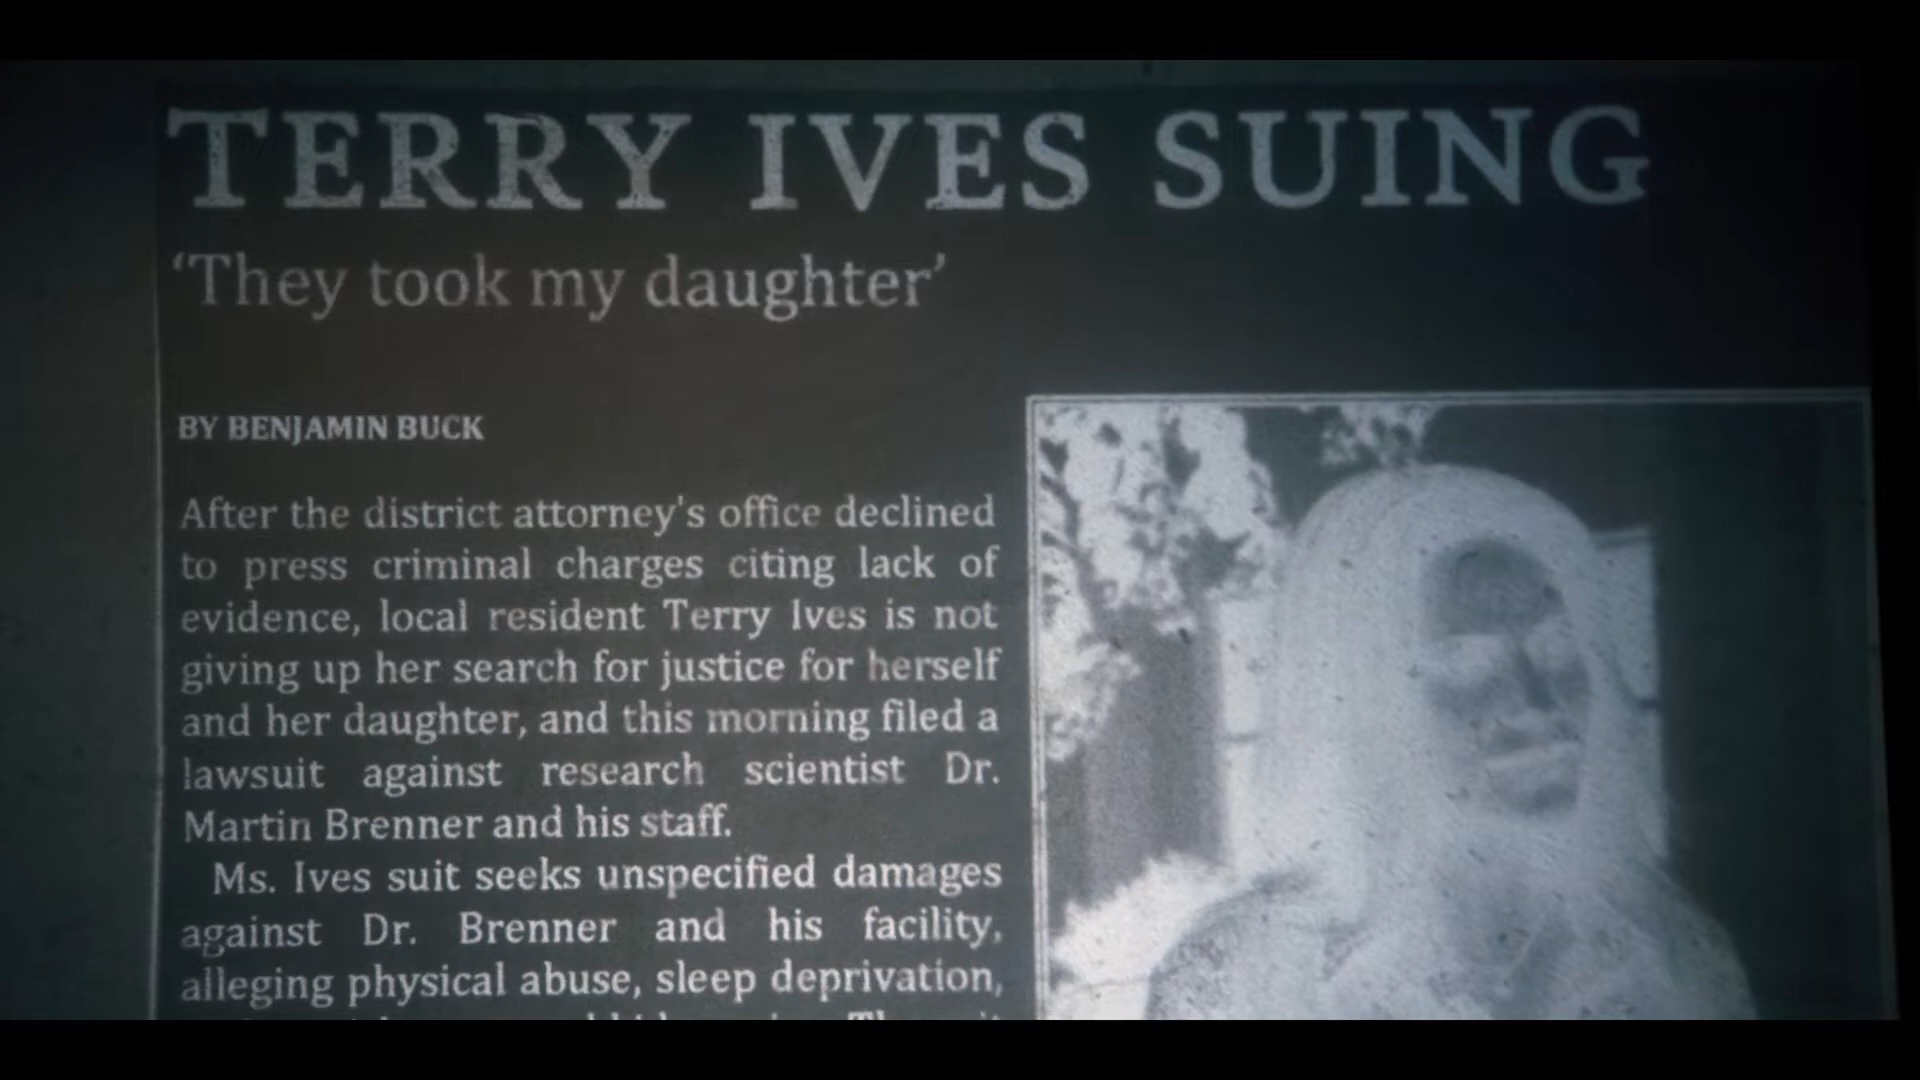 TERRY IVES SUING
‘They took my daughter’
BY BENJAMIN BUCK
After the district attorney's office declined
to press criminal charges citing lack of
evidence, local resident Terry Ives is not
giving up her search for justice for herself
and her daughter, and this morning filed a
lawsuit against research scientist Dr.
Martin Brenner and his staff.
Ms. Ives suit seeks unspecified damages
against Dr. Brenner and his facility,
alleging physical abuse, sleep deprivation,